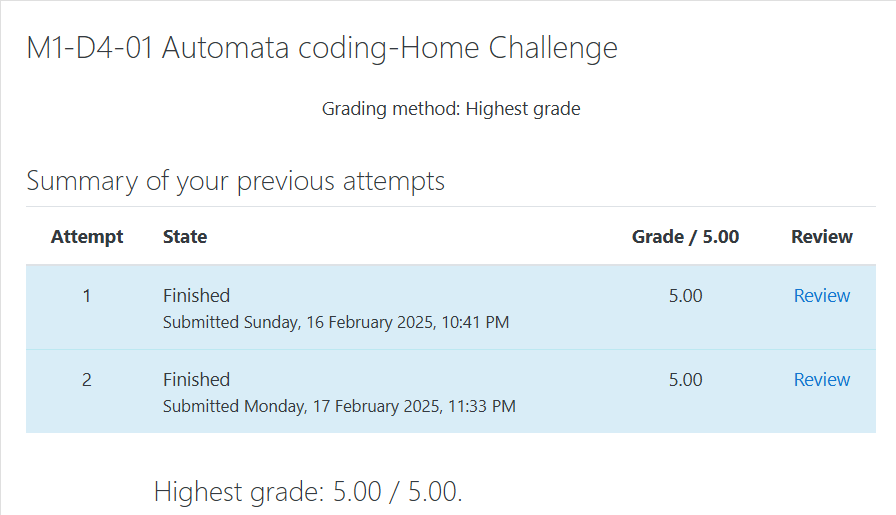 M1-D4-01 Automata coding-Home Challenge
Grading method: Highest grade
Summary of your previous attempts
Attempt State Grade / 5.00 Review
1 Finished 5.00 Review
Submitted Sunday, 16 February 2025, 10:41 PM
2 Finished 5.00 Review
Submitted Monday, 17 February 2025, 11:33 PM
Highest grade: 5.00 / 5.00.